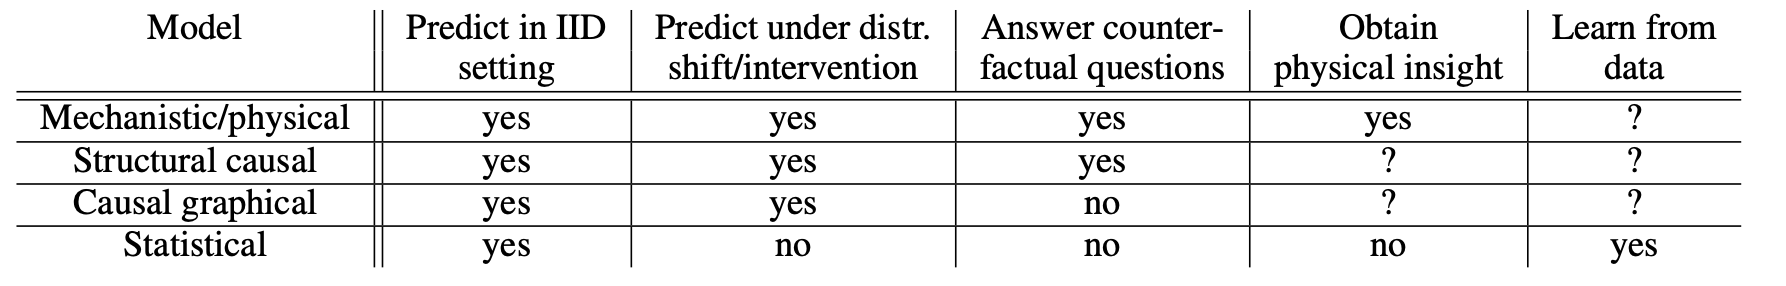 Model Predict in IID Predict under distr. Answer counter- Obtain Learn from
setting shift/intervention factual questions physical insight data
Mechanistic/physical yes yes yes yes ?
Structural causal yes yes yes ? ?
Causal graphical yes yes no ? ?
Statistical yes no no no yes